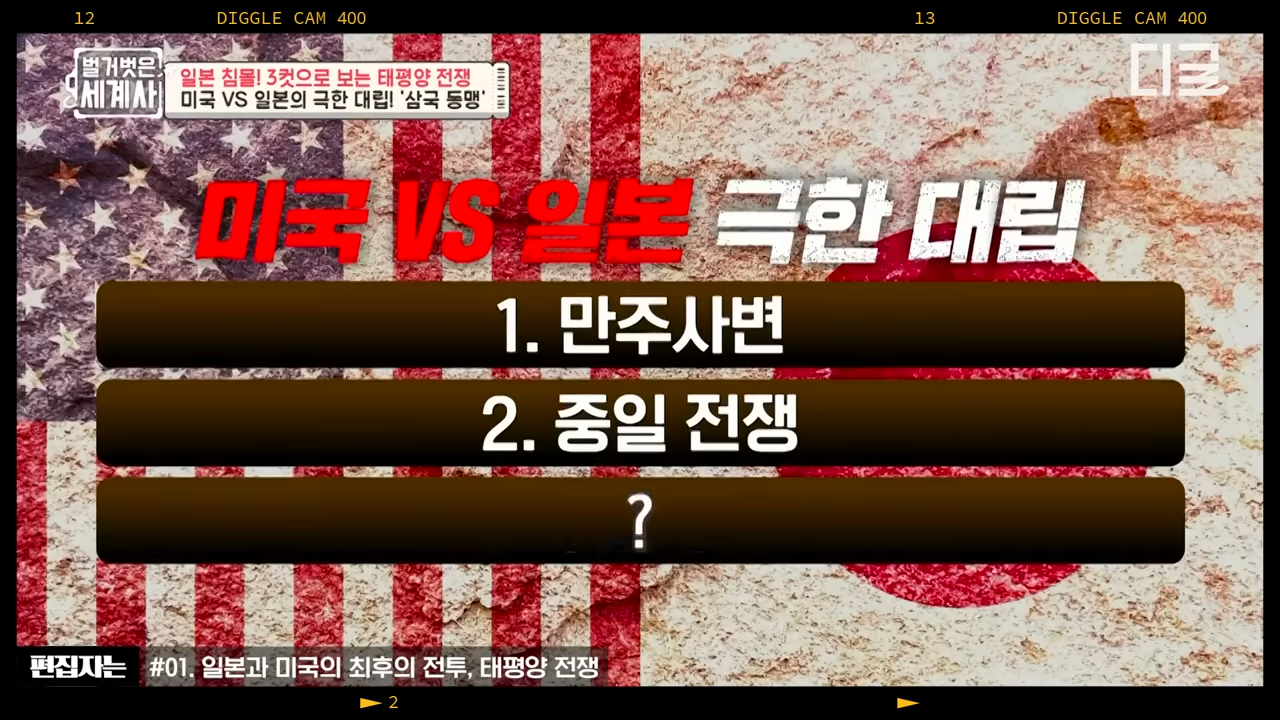 12 DIGGLE CAM 400 13 DIGGLE CAM 400
벌거벗은
세계사
일본 침몰! 3컷으로 보는 태평양 전쟁
미국 VS 일본의 극한 대립! '삼국 동맹'
디글
미국 VS 일본 극한 대립
1. 만주사변
2. 중일 전쟁
?
편집자는 #01. 일본과 미국의 최후의 전투, 태평양 전쟁
2